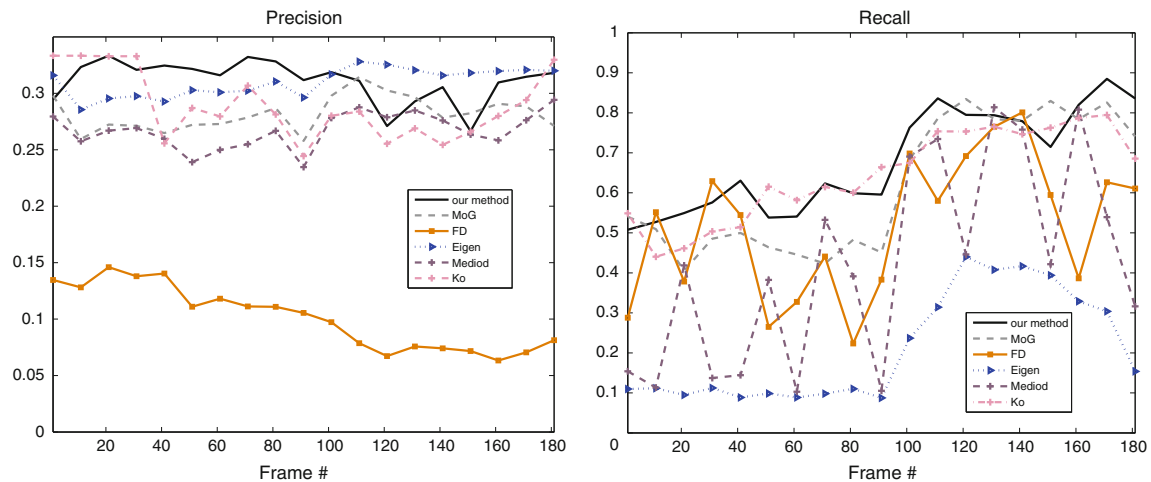 Precision
0.3
0.25
0.2
0.15
0.1
0.05
0
20 40 60 80 100 120 140 160 180
Frame #
our method
MoG
FD
Eigen
Mediod
Ko
Recall
1
0.9
0.8
0.7
0.6
0.5
0.4
0.3
0.2
0.1
0
20 40 60 80 100 120 140 160 180
Frame #
our method
MoG
FD
Eigen
Mediod
Ko